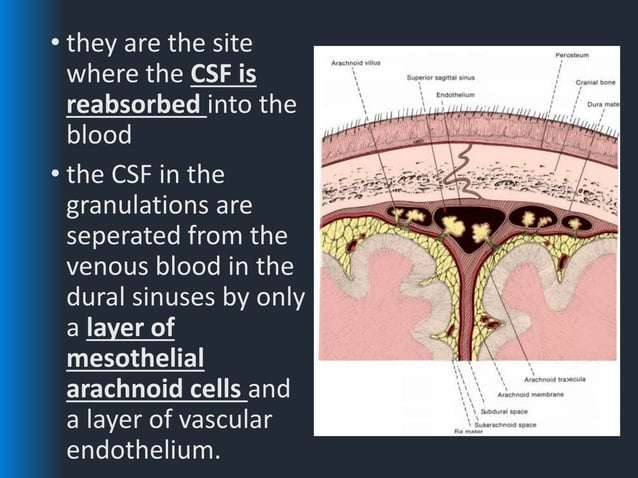 • they are the site
where the CSF is
reabsorbed into the
blood
• the CSF in the
granulations are
seperated from the
venous blood in the
dural sinuses by only
a layer of
mesothelial
arachnoid cells and
a layer of vascular
endothelium.
Periosteum
Arachnoid villus
Superior sagittal sinus
Cranial bone
Endothelium
Dura mater
Arachnoid trabecula
Arachnoid membrane
Subdural space
Subarachnoid space
Pia mater